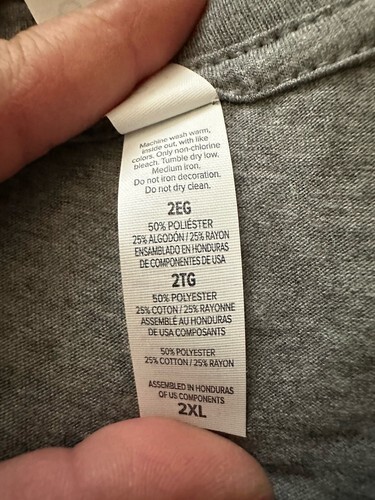 Machine wash warm,
inside out, with like
colors. Only non-chlorine
bleach. Tumble dry low.
Medium iron.
Do not iron decoration.
Do not dry clean.
2EG
50% POLIÉSTER
25% ALGODÓN / 25% RAYON
ENSAMBLADO EN HONDURAS
DE COMPONENTES DE USA
2TG
50% POLYESTER
25% COTON / 25% RAYONNE
ASSEMBLÉ AU HONDURAS
DE USA COMPOSANTS
50% POLYESTER
25% COTTON / 25% RAYON
ASSEMBLED IN HONDURAS
OF US COMPONENTS
2XL